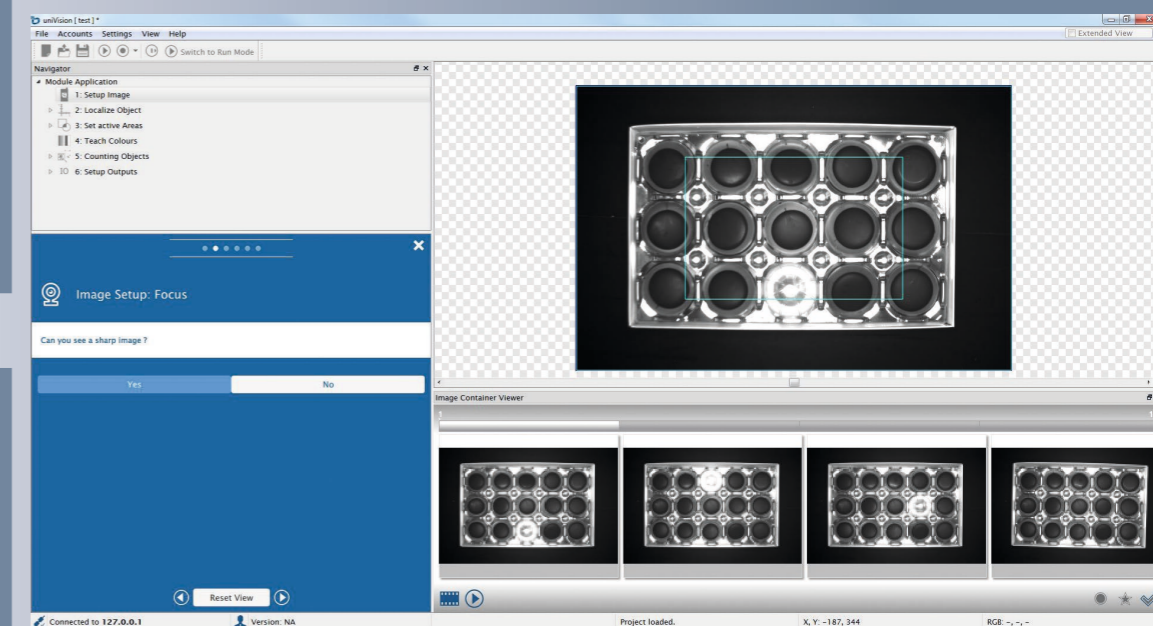 uniVision [ test ] *
File Accounts Settings View Help
Extended View
Switch to Run Mode
Navigator
Module Application
1: Setup Image
2: Localize Object
3: Set active Areas
4: Teach Colours
5: Counting Objects
IO 6: Setup Outputs
Image Setup: Focus
Can you see a sharp image ?
Yes No
Reset View
Image Container Viewer
1 1
Connected to 127.0.0.1 Version: NA Project loaded. X, Y: -187, 344 RGB: -, -, -